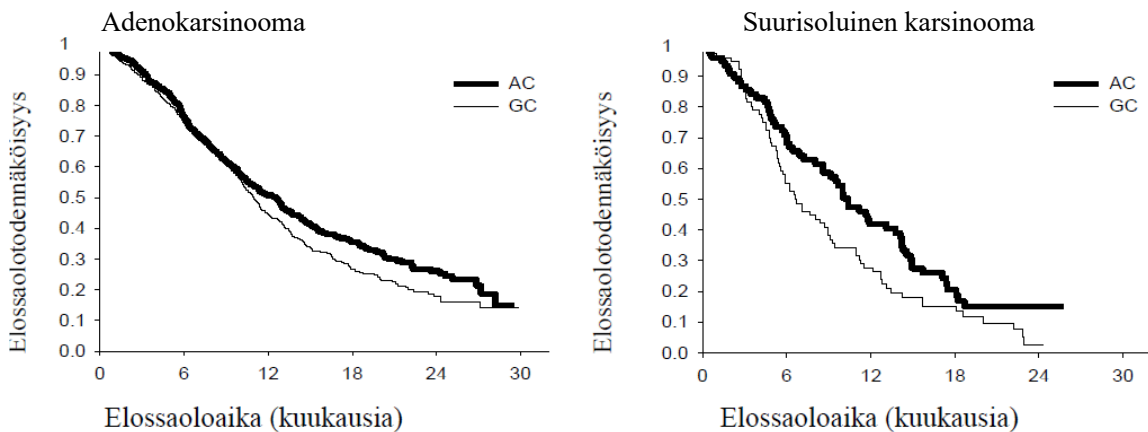 Adenokarsinooma
1
0.9
0.8
0.7
0.6
0.5
0.4
0.3
0.2
0.1
0.0
0 6 12 18 24 30
AC
GC
Elossaolotodennäköisyys
Elossaoloaika (kuukausia)
Suurisoluinen karsinooma
1
0.9
0.8
0.7
0.6
0.5
0.4
0.3
0.2
0.1
0.0
0 6 12 18 24 30
AC
GC
Elossaolotodennäköisyys
Elossaoloaika (kuukausia)